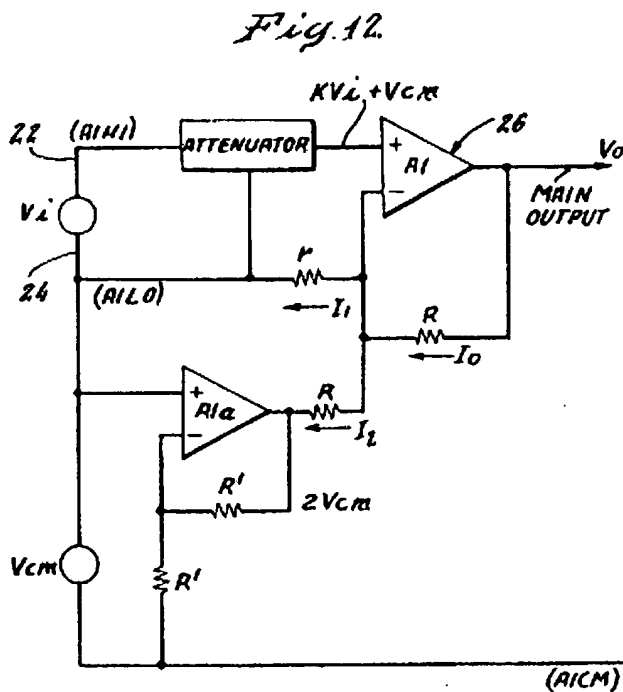 Fig. 12.
KVi + Vcm
26
22
(AIHI)
ATTENUATOR
+
A1
-
Vo
MAIN
OUTPUT
Vi
24
(AILO)
r
I1
R
Io
+
A1a
-
R
I2
R'
2Vcm
Vcm
R'
(AICM)